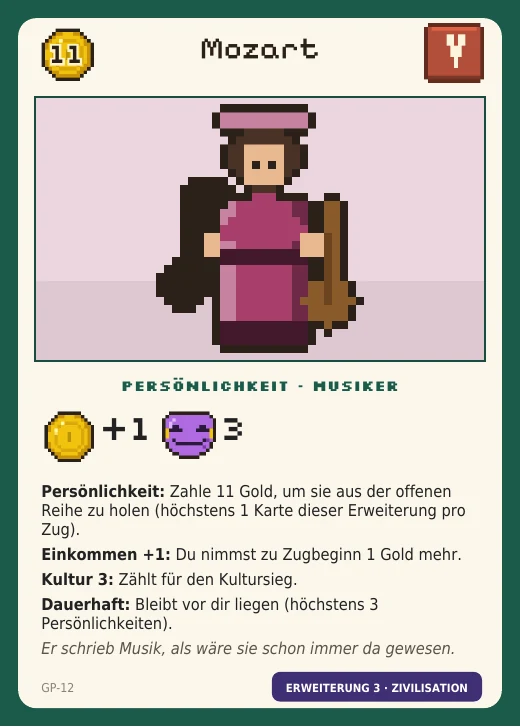 11
Mozart
PERSÖNLICHKEIT - MUSIKER
+1 3
Persönlichkeit: Zahle 11 Gold, um sie aus der offenen
Reihe zu holen (höchstens 1 Karte dieser Erweiterung pro
Zug).
Einkommen +1: Du nimmst zu Zugbeginn 1 Gold mehr.
Kultur 3: Zählt für den Kultursieg.
Dauerhaft: Bleibt vor dir liegen (höchstens 3
Persönlichkeiten).
Er schrieb Musik, als wäre sie schon immer da gewesen.
GP-12
ERWEITERUNG 3 · ZIVILISATION